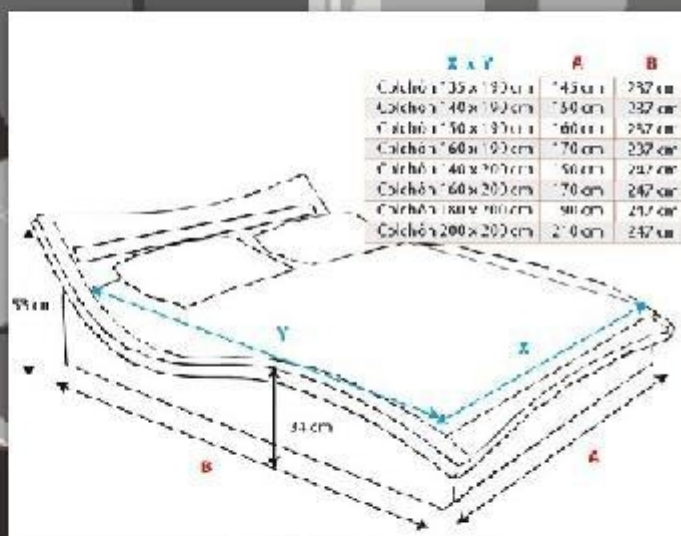 X x Y A B
Colchón 135 x 190 cm 145 cm 237 cm
Colchón 140 x 190 cm 150 cm 237 cm
Colchón 150 x 190 cm 160 cm 237 cm
Colchón 160 x 190 cm 170 cm 237 cm
Colchón 140 x 200 cm 150 cm 247 cm
Colchón 160 x 200 cm 170 cm 247 cm
Colchón 180 x 200 cm 190 cm 247 cm
Colchón 200 x 200 cm 210 cm 247 cm
cm
Y
X
34 cm
B
A